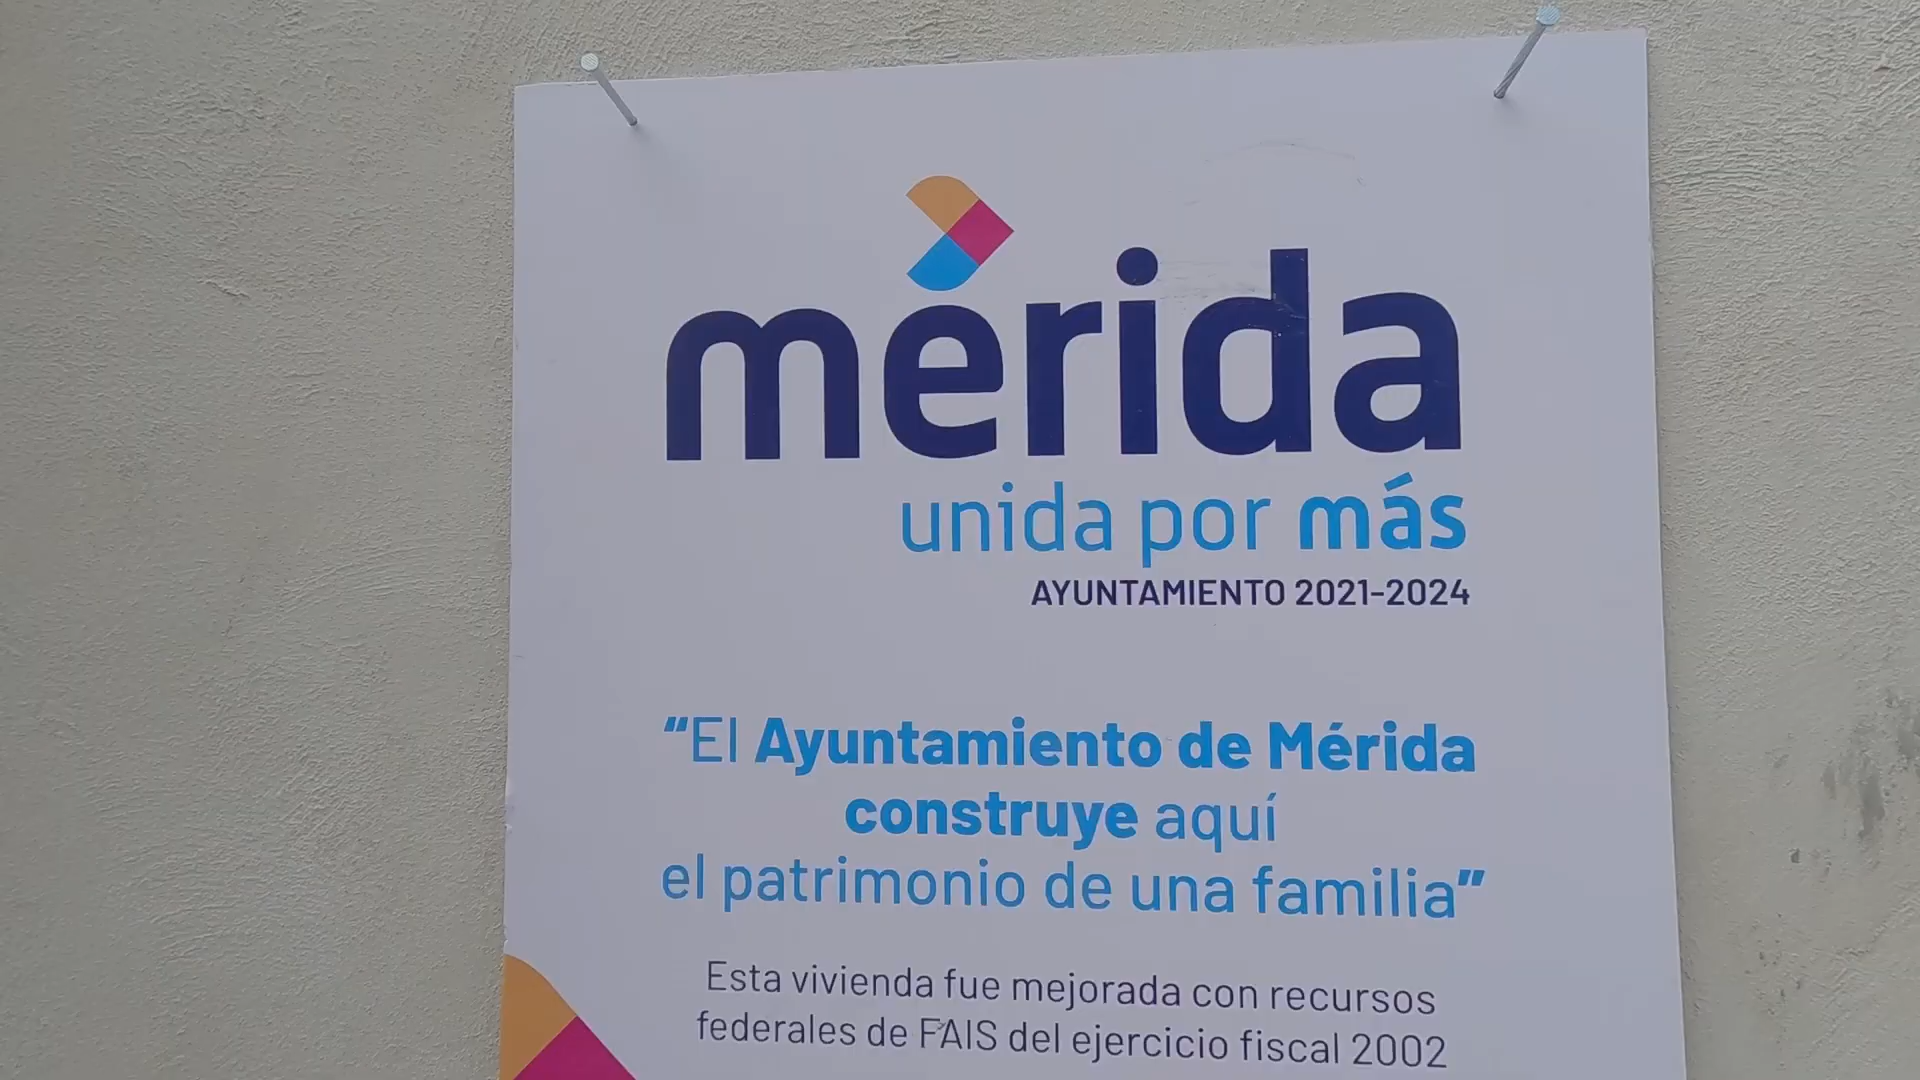 mérida
unida por más
AYUNTAMIENTO 2021-2024
“El Ayuntamiento de Mérida
construye aquí
el patrimonio de una familia”
Esta vivienda fue mejorada con recursos
federales de FAIS del ejercicio fiscal 2002